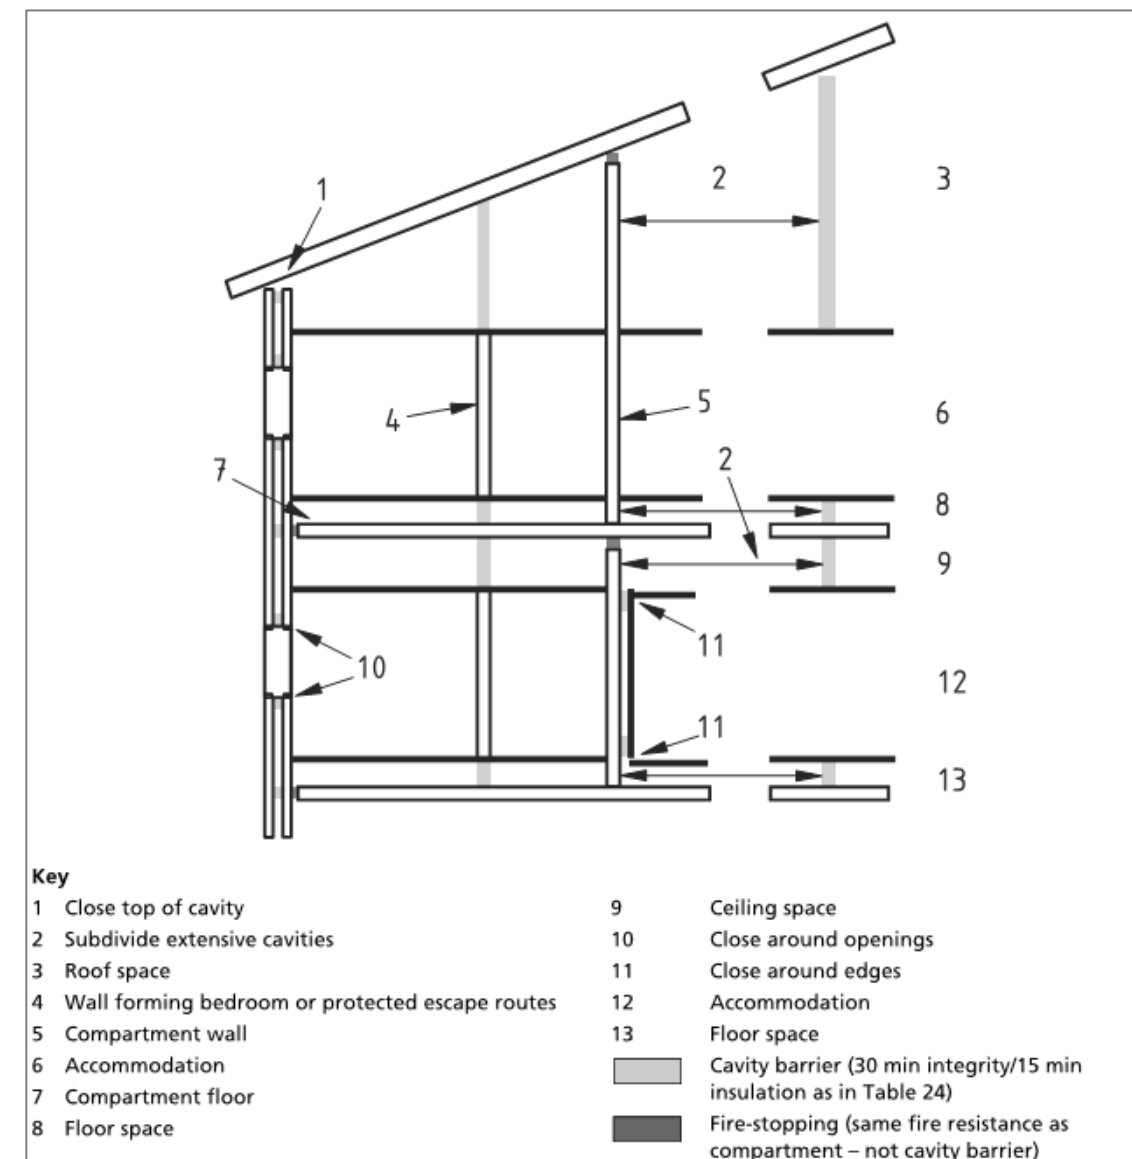 3
2
1
5
4
6
2
7
8
9
11
10
12
11
13
Key
1 Close top of cavity
2 Subdivide extensive cavities
3 Roof space
4 Wall forming bedroom or protected escape routes
5 Compartment wall
6 Accommodation
7 Compartment floor
8 Floor space
9 Ceiling space
10 Close around openings
11 Close around edges
12 Accommodation
13 Floor space
Cavity barrier (30 min integrity/15 min
insulation as in Table 24)
Fire-stopping (same fire resistance as
compartment – not cavity barrier)